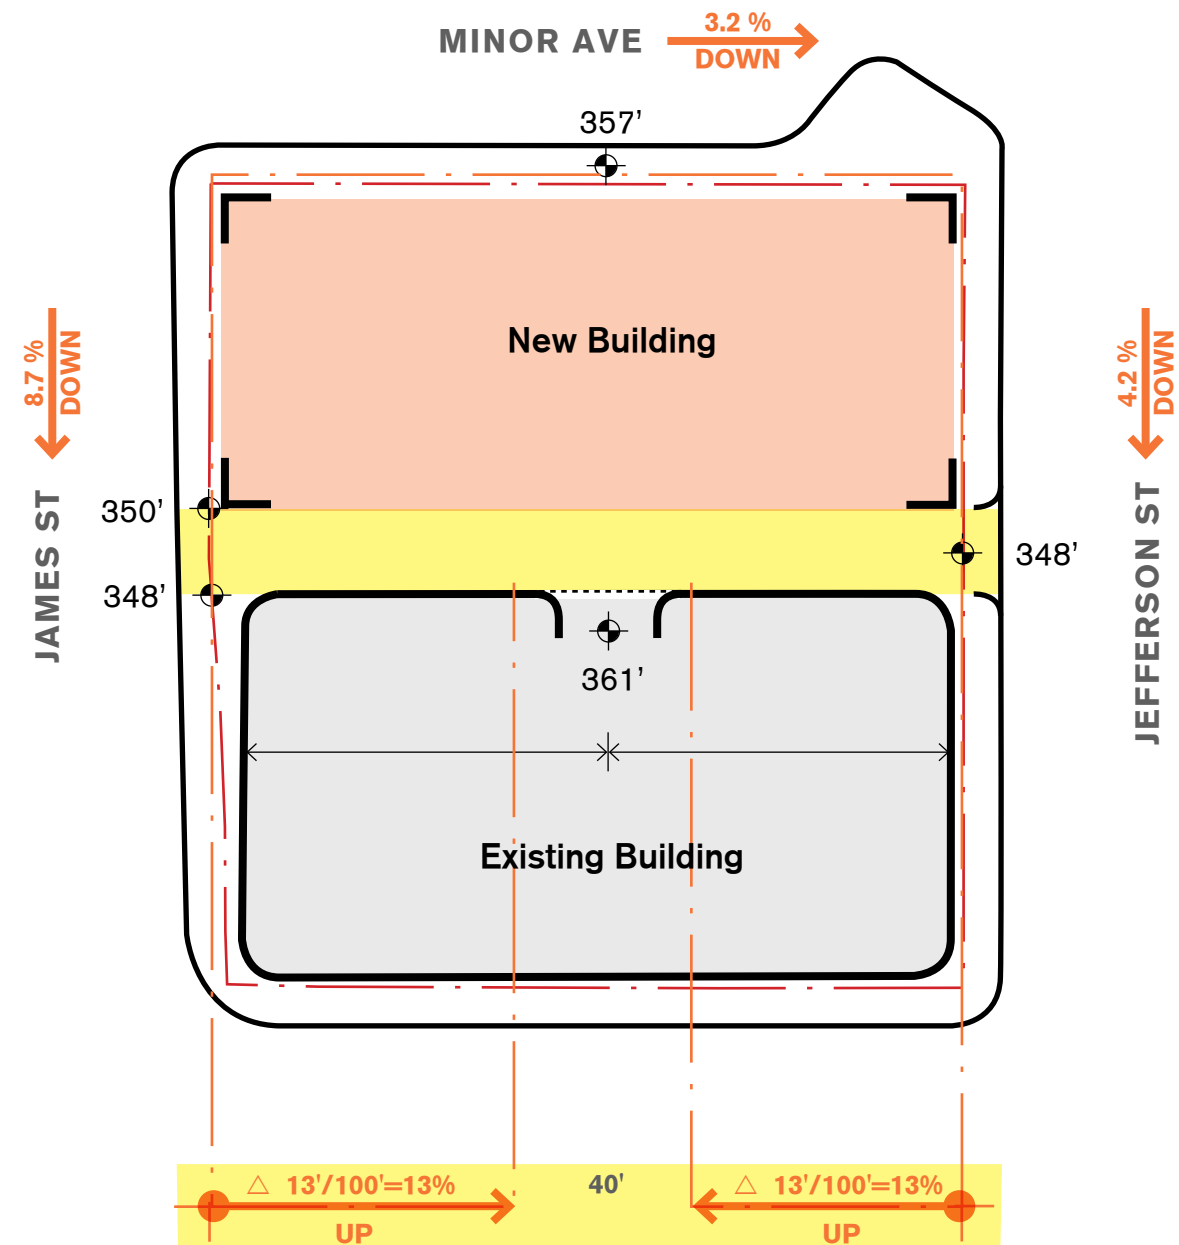 MINOR AVE
3.2 %
DOWN
357’
New Building
8.7 %
DOWN
4.2 %
DOWN
JAMES ST
JEFFERSON ST
350’
348’
348’
361’
Existing Building
△ 13'/100'=13%
UP
40'
△ 13'/100'=13%
UP